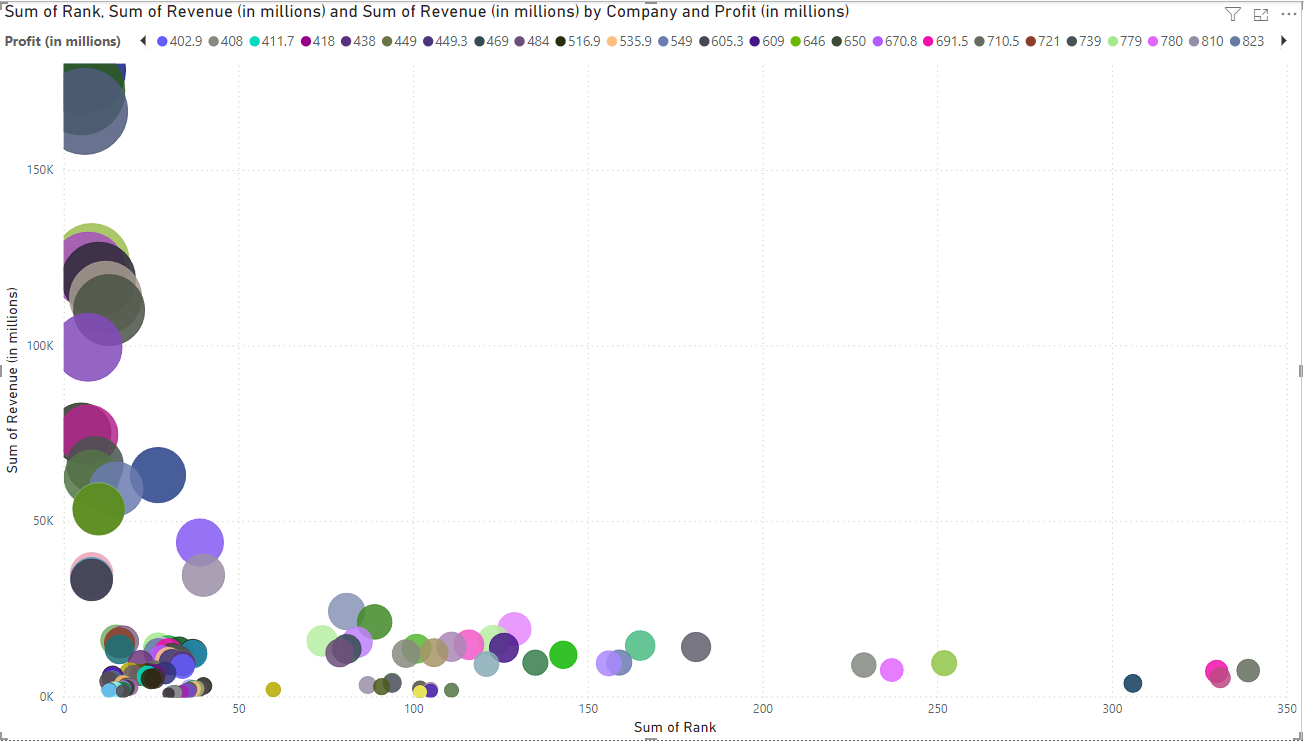 Sum of Rank, Sum of Revenue (in millions) and Sum of Revenue (in millions) by Company and Profit (in millions)
Profit (in millions) 402.9 408 411.7 418 438 449 449.3 469 484 516.9 535.9 549 605.3 609 646 650 670.8 691.5 710.5 721 739 779 780 810 823
150K
100K
50K
0K
Sum of Revenue (in millions)
0 50 100 150 200 250 300 350
Sum of Rank